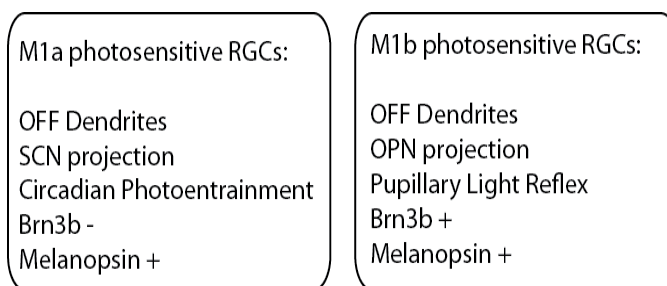 M1a photosensitive RGCs:
OFF Dendrites
SCN projection
Circadian Photoentrainment
Brn3b -
Melanopsin +
M1b photosensitive RGCs:
OFF Dendrites
OPN projection
Pupillary Light Reflex
Brn3b +
Melanopsin +